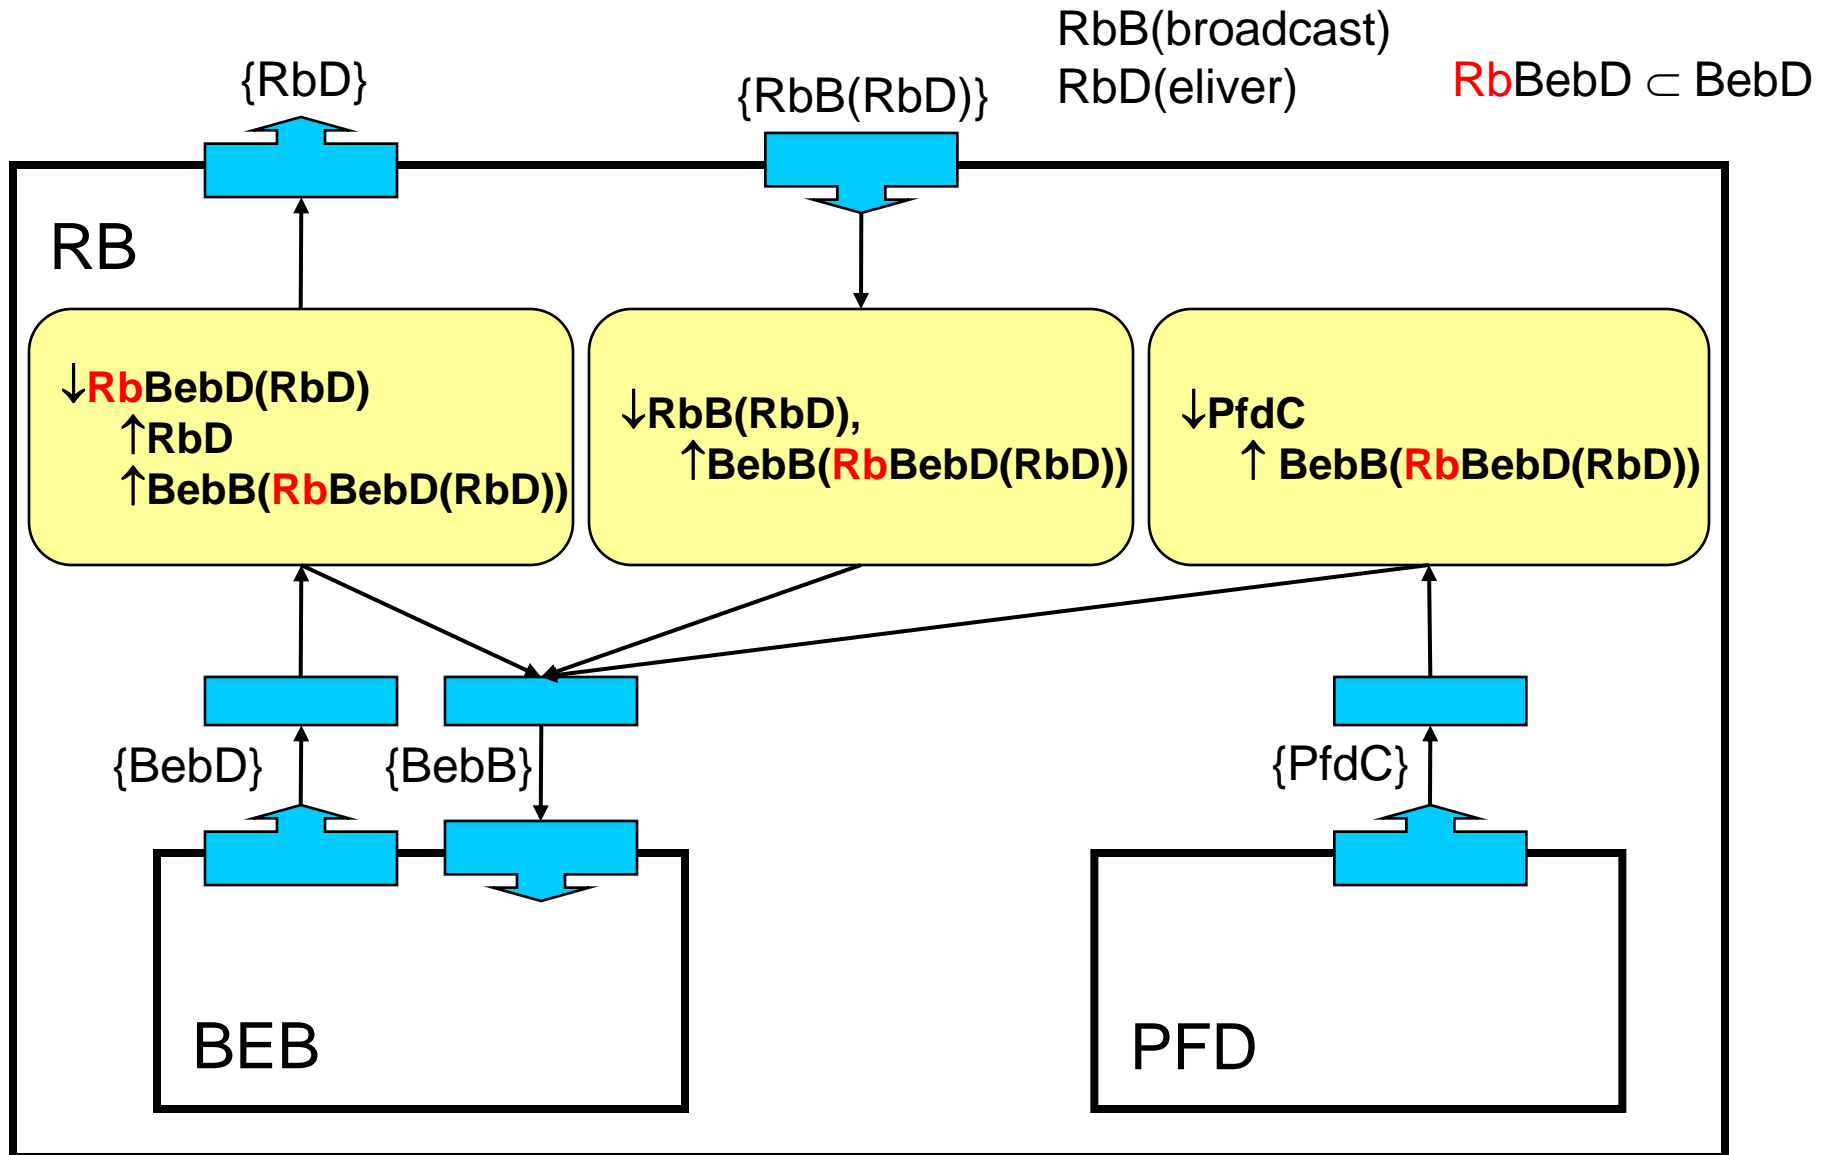 RbB(broadcast)
RbD(eliver)
RbBebD ⊂ BebD
{RbD}
{RbB(RbD)}
RB
↓RbBebD(RbD)
↑RbD
↑BebB(RbBebD(RbD))
↓RbB(RbD),
↑BebB(RbBebD(RbD))
↓PfdC
↑ BebB(RbBebD(RbD))
{BebD}
{BebB}
{PfdC}
BEB
PFD